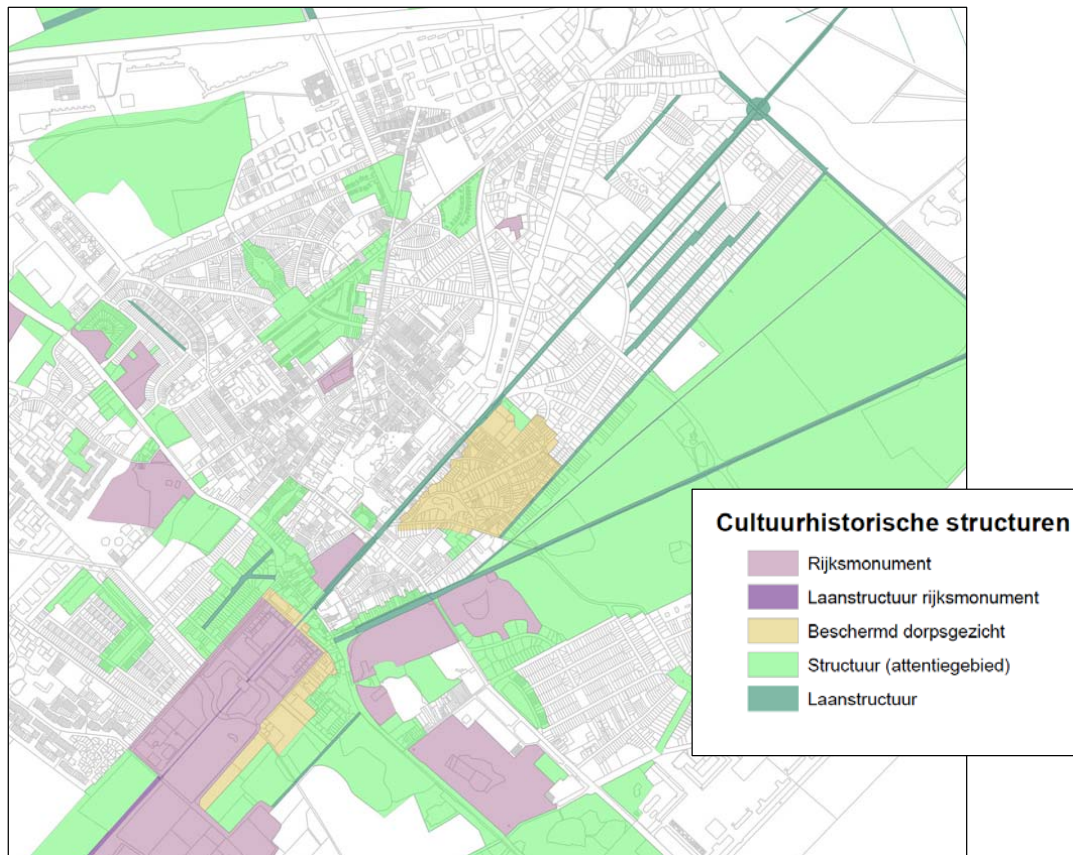 Cultuurhistorische structuren
Rijksmonument
Laanstructuur rijksmonument
Beschermd dorpsgezicht
Structuur (attentiegebied)
Laanstructuur